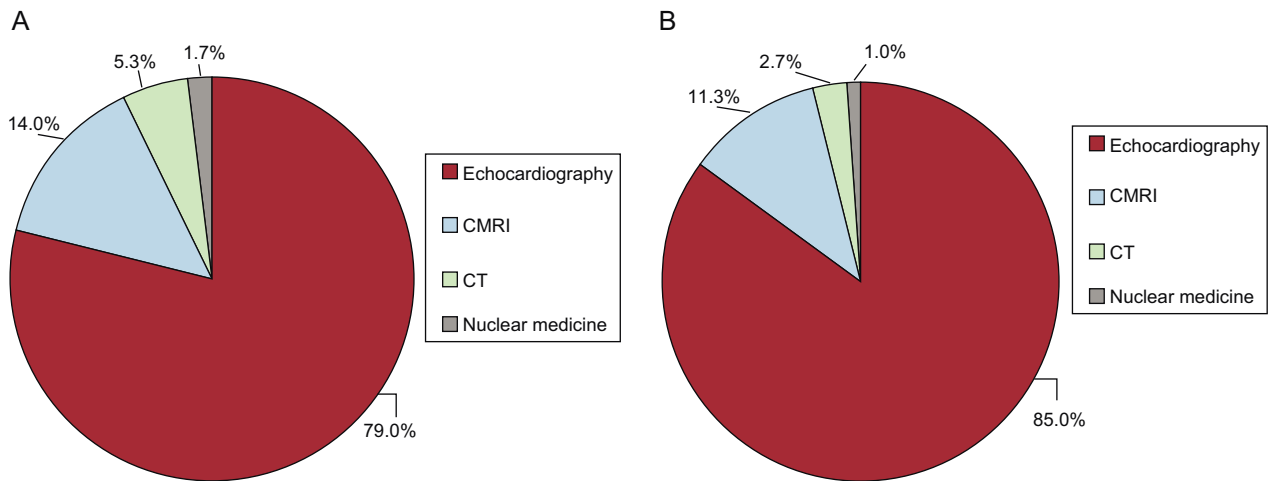 A
1.7%
5.3%
14.0%
Echocardiography
CMRI
CT
Nuclear medicine
79.0%
B
1.0%
2.7%
11.3%
Echocardiography
CMRI
CT
Nuclear medicine
85.0%